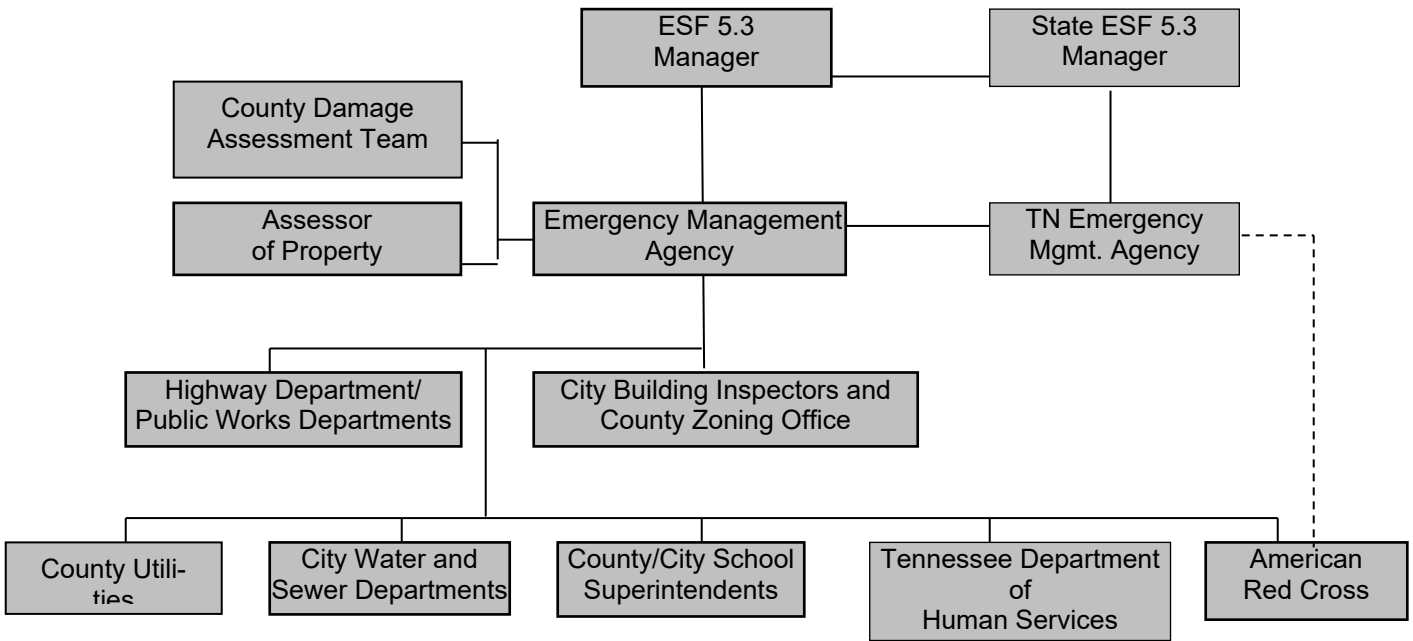 ESF 5.3
Manager
State ESF 5.3
Manager
County Damage
Assessment Team
Assessor
of Property
Emergency Management
Agency
TN Emergency
Mgmt. Agency
Highway Department/
Public Works Departments
City Building Inspectors and
County Zoning Office
County Utili-
ties
City Water and
Sewer Departments
County/City School
Superintendents
Tennessee Department
of
Human Services
American
Red Cross